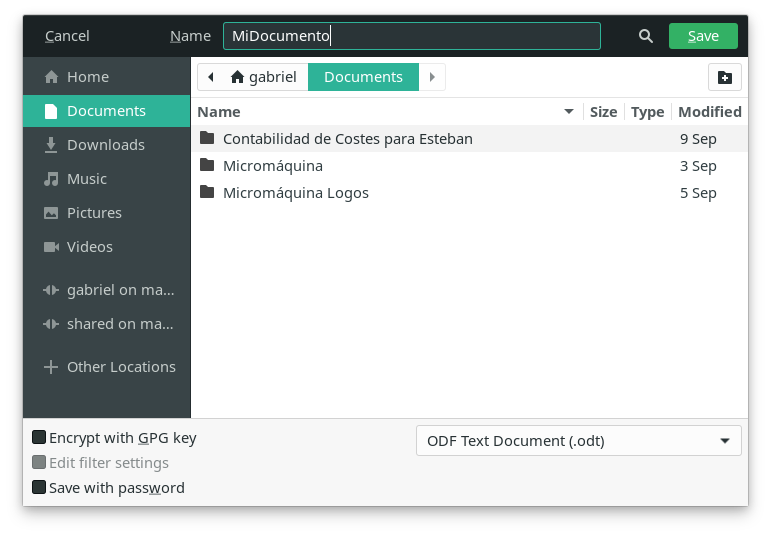 Cancel Name MiDocumento Save
Home
Documents
Downloads
Music
Pictures
Videos
gabriel on ma...
shared on ma...
Other Locations
gabriel Documents
Name Size Type Modified
Contabilidad de Costes para Esteban 9 Sep
Micromáquina 3 Sep
Micromáquina Logos 5 Sep
Encrypt with GPG key
Edit filter settings
Save with password
ODF Text Document (.odt)